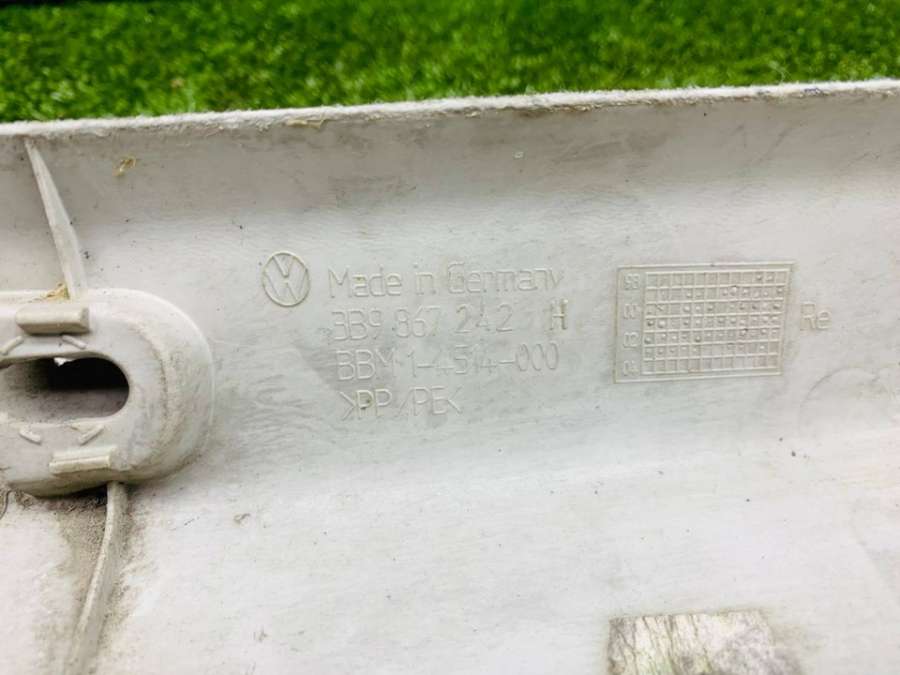 Made in Germany
3B9 867 242 H
BBM 1-4514-000
>PP/PE<
Re